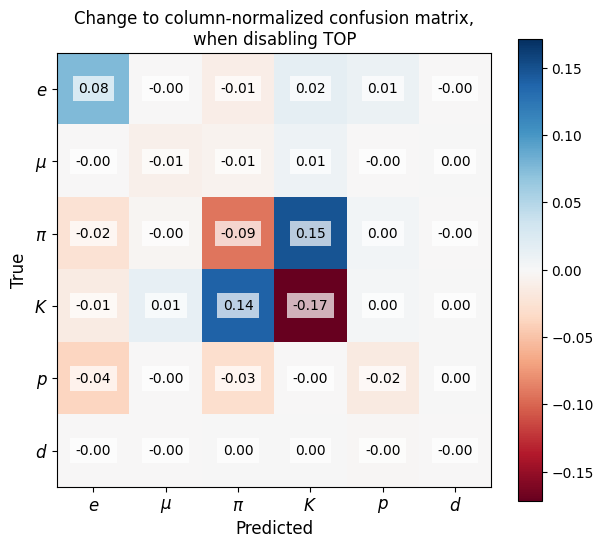 Change to column-normalized confusion matrix,
when disabling TOP
0.15
0.10
0.05
0.00
−0.05
−0.10
−0.15
True
e 0.08 -0.00 -0.01 0.02 0.01 -0.00
μ -0.00 -0.01 -0.01 0.01 -0.00 0.00
π -0.02 -0.00 -0.09 0.15 0.00 -0.00
K -0.01 0.01 0.14 -0.17 0.00 0.00
p -0.04 -0.00 -0.03 -0.00 -0.02 0.00
d -0.00 -0.00 0.00 0.00 -0.00 -0.00
e μ π K p d
Predicted